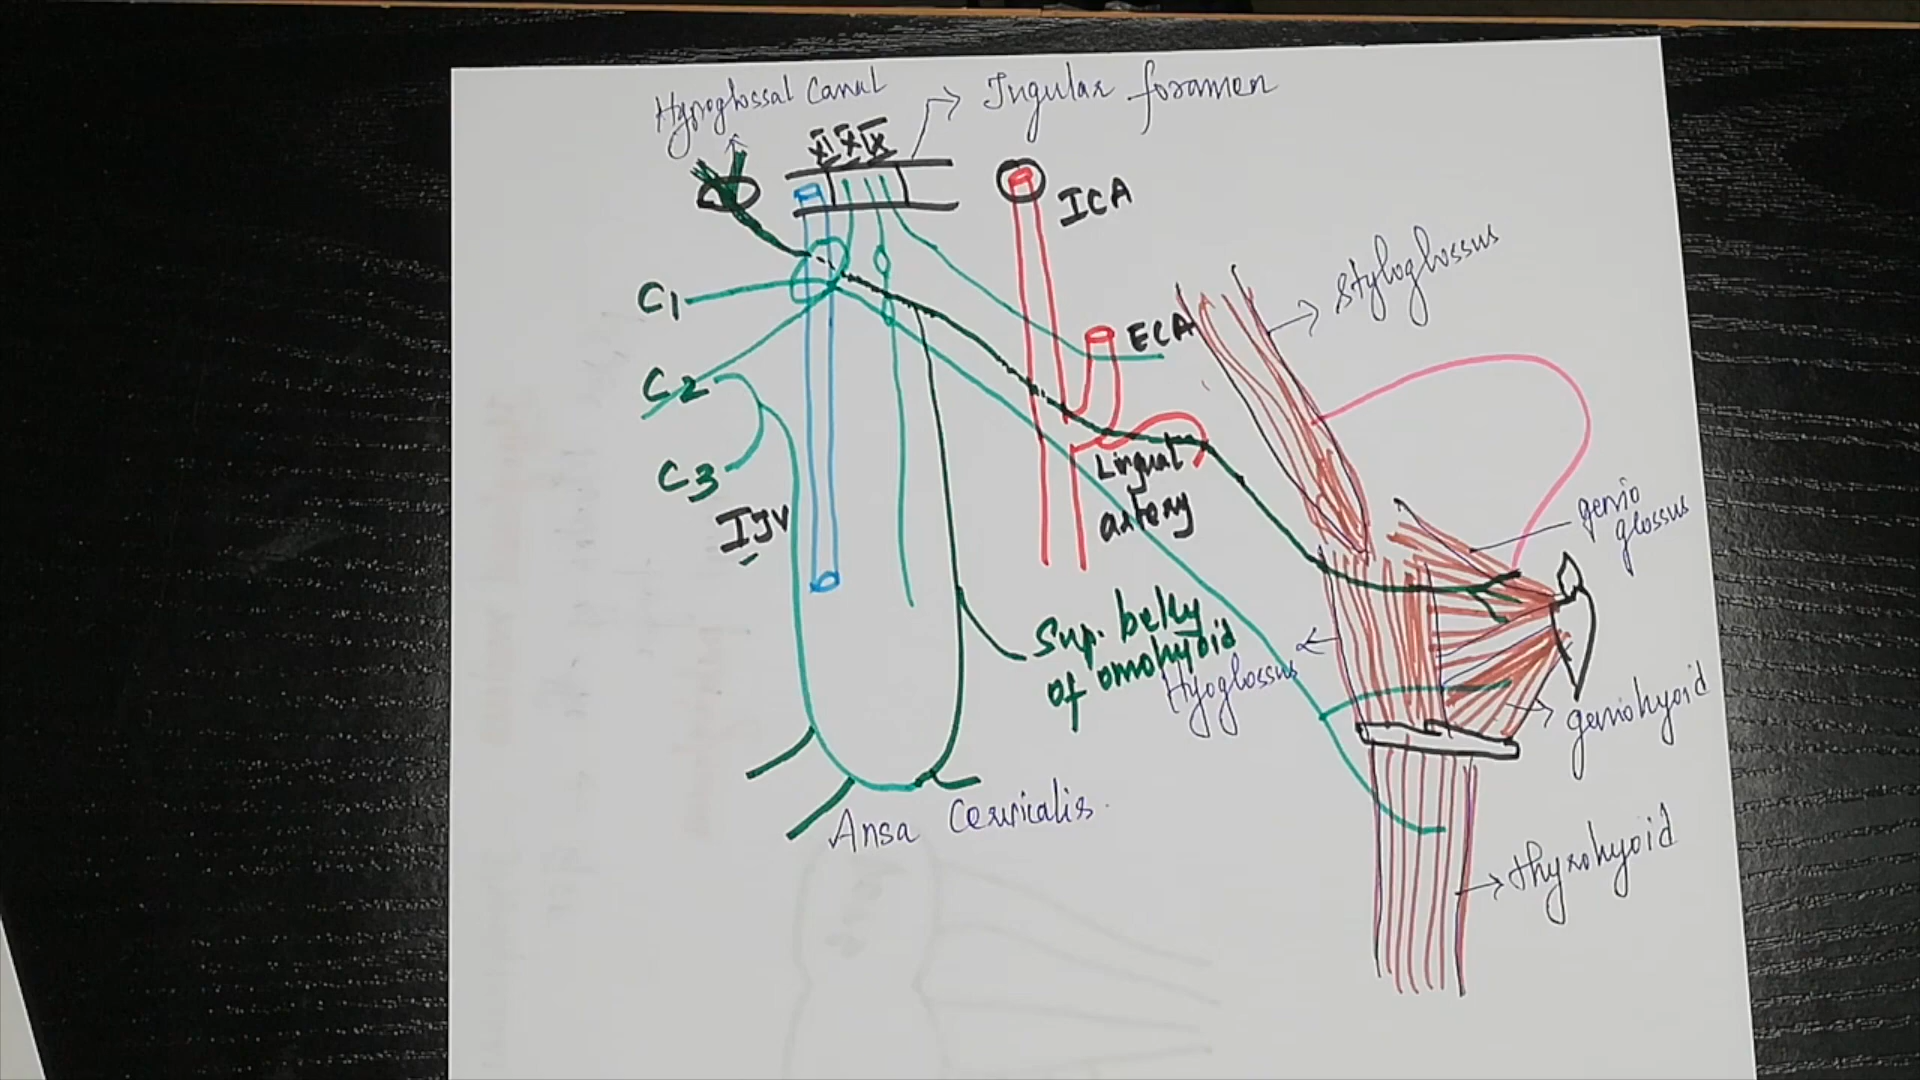 Hypoglossal Canal
Jugular foramen
XI X IX
ICA
C1
ECA
Styloglossus
C2
C3
IJV
Lingual
artery
genio
glossus
Sup. belly
of omohyoid
Hyoglossus
geniohyoid
Ansa Cervicalis.
thyrohyoid